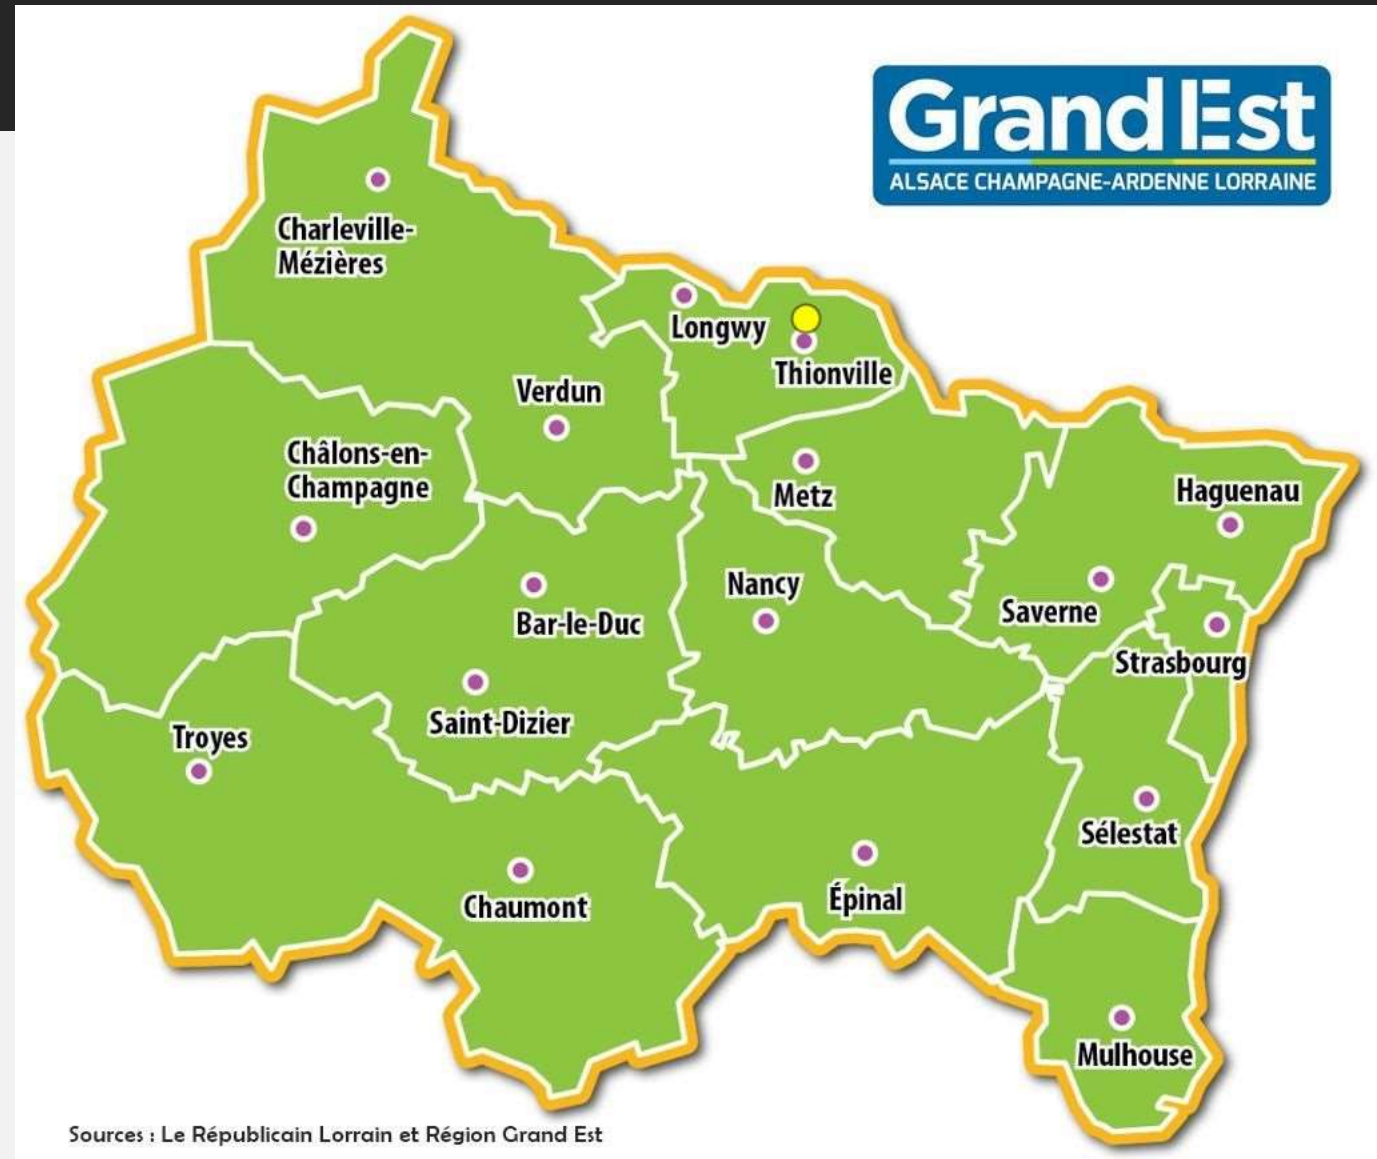 Grand Est
ALSACE CHAMPAGNE-ARDENNE LORRAINE
Charleville-
Mézières
Longwy
Thionville
Verdun
Châlons-en-
Champagne
Metz
Haguenau
Nancy
Saverne
Bar-le-Duc
Strasbourg
Saint-Dizier
Troyes
Sélestat
Épinal
Chaumont
Mulhouse
Sources : Le Républicain Lorrain et Région Grand Est